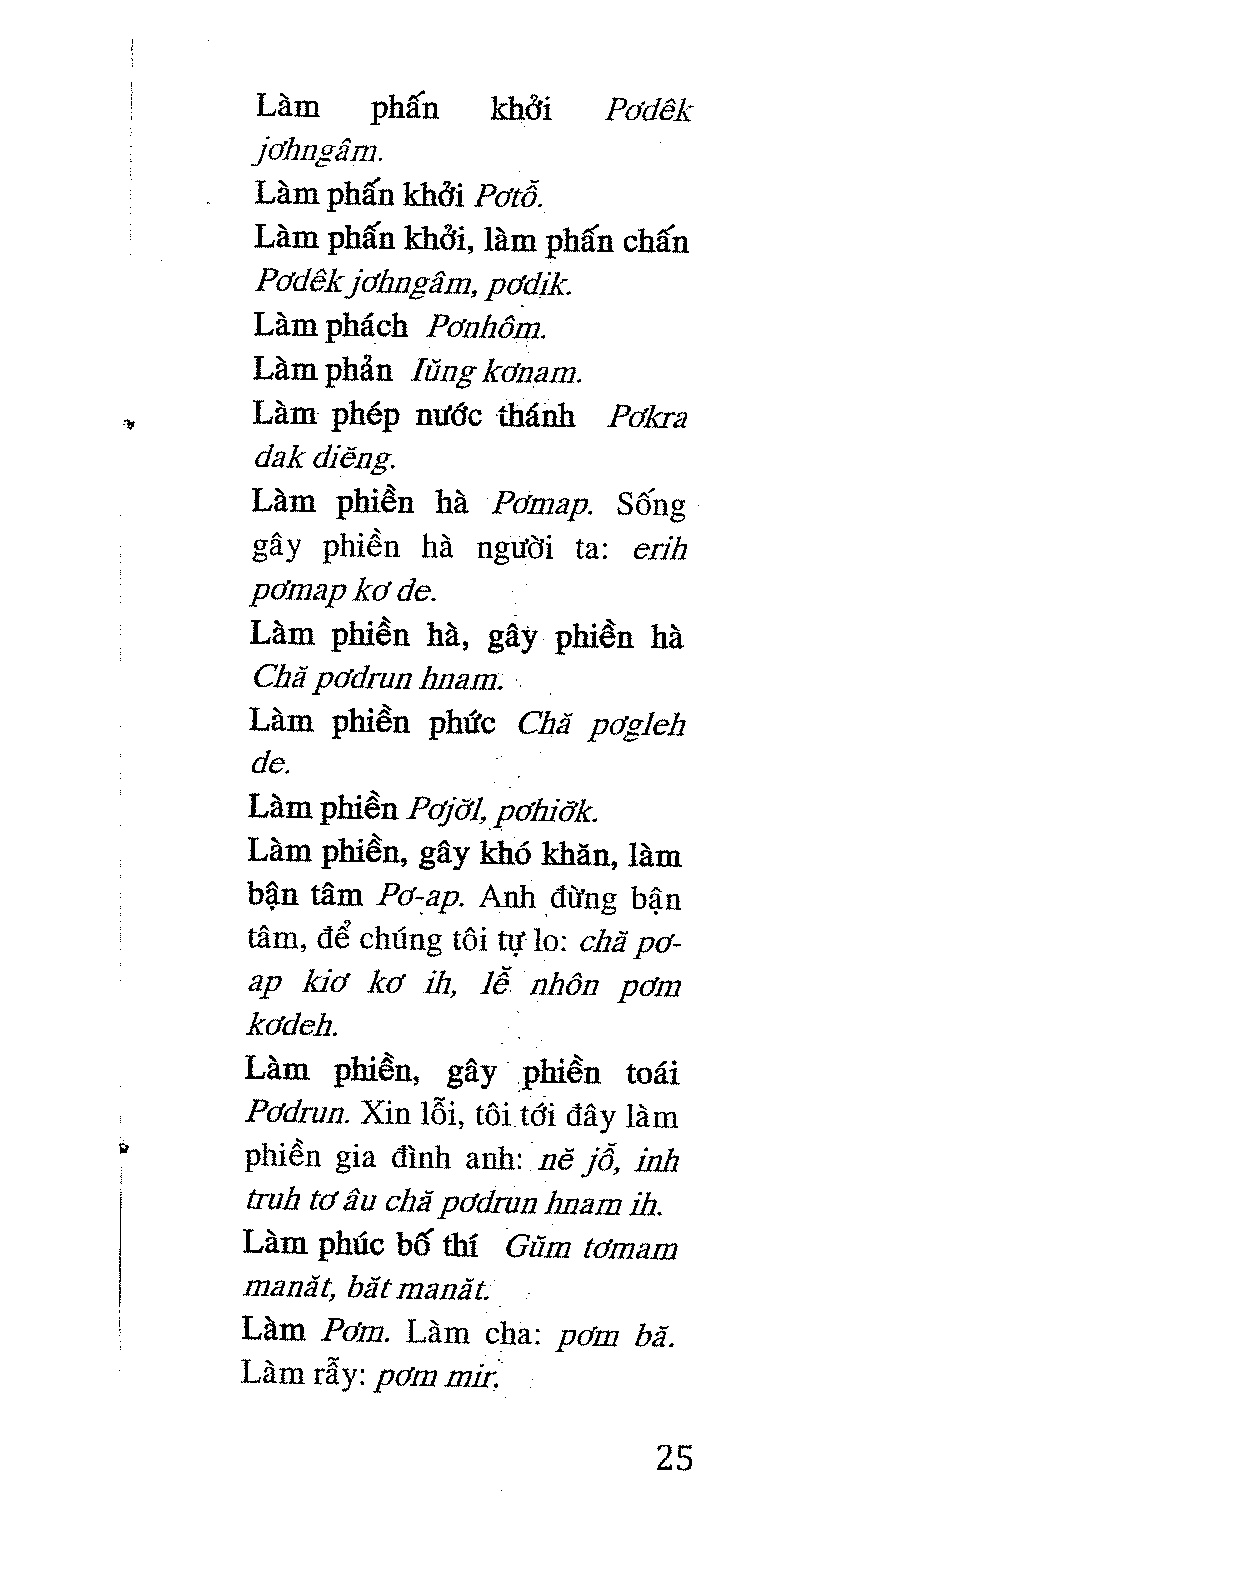 Làm phấn khởi Pơdêk
jơhngâm.
Làm phấn khởi Pơtỗ.
Làm phấn khởi, làm phấn chấn
Pơdêk jơhngâm, pơdik.
Làm phách Pơnhôm.
Làm phản Iŭng kơnam.
Làm phép nước thánh Pơkra
dak diĕng.
Làm phiền hà Pơmap. Sống
gây phiền hà người ta: erih
pơmap kơ de.
Làm phiền hà, gây phiền hà
Chă pơdrun hnam.
Làm phiền phức Chă pơgleh
de.
Làm phiền Pơjơ̆l, pơhiơ̆k.
Làm phiền, gây khó khăn, làm
bận tâm Pơ-ap. Anh đừng bận
tâm, để chúng tôi tự lo: chă pơ-
ap kiơ kơ ih, lê̆ nhôn pơm
kơdeh.
Làm phiền, gây phiền toái
Pơdrun. Xin lỗi, tôi tới đây làm
phiền gia đình anh: nĕ jỗ, inh
truh tơ âu chă pơdrun hnam ih.
Làm phúc bố thí Gŭm tơmam
manăt, băt manăt.
Làm Pơm. Làm cha: pơm bă.
Làm rẫy: pơm mir.
25